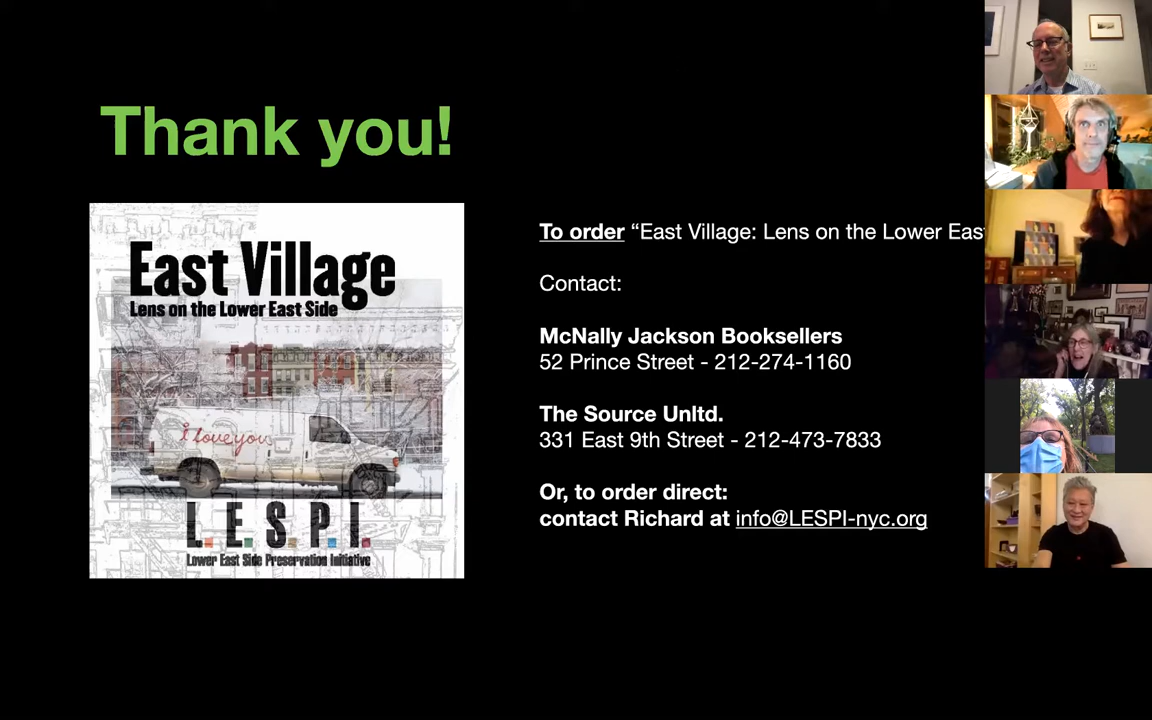 Thank you!
East Village
Lens on the Lower East Side
i love you
L.E.S.P.I.
Lower East Side Preservation Initiative
To order “East Village: Lens on the Lower East
Contact:
McNally Jackson Booksellers
52 Prince Street - 212-274-1160
The Source Unltd.
331 East 9th Street - 212-473-7833
Or, to order direct:
contact Richard at info@LESPI-nyc.org